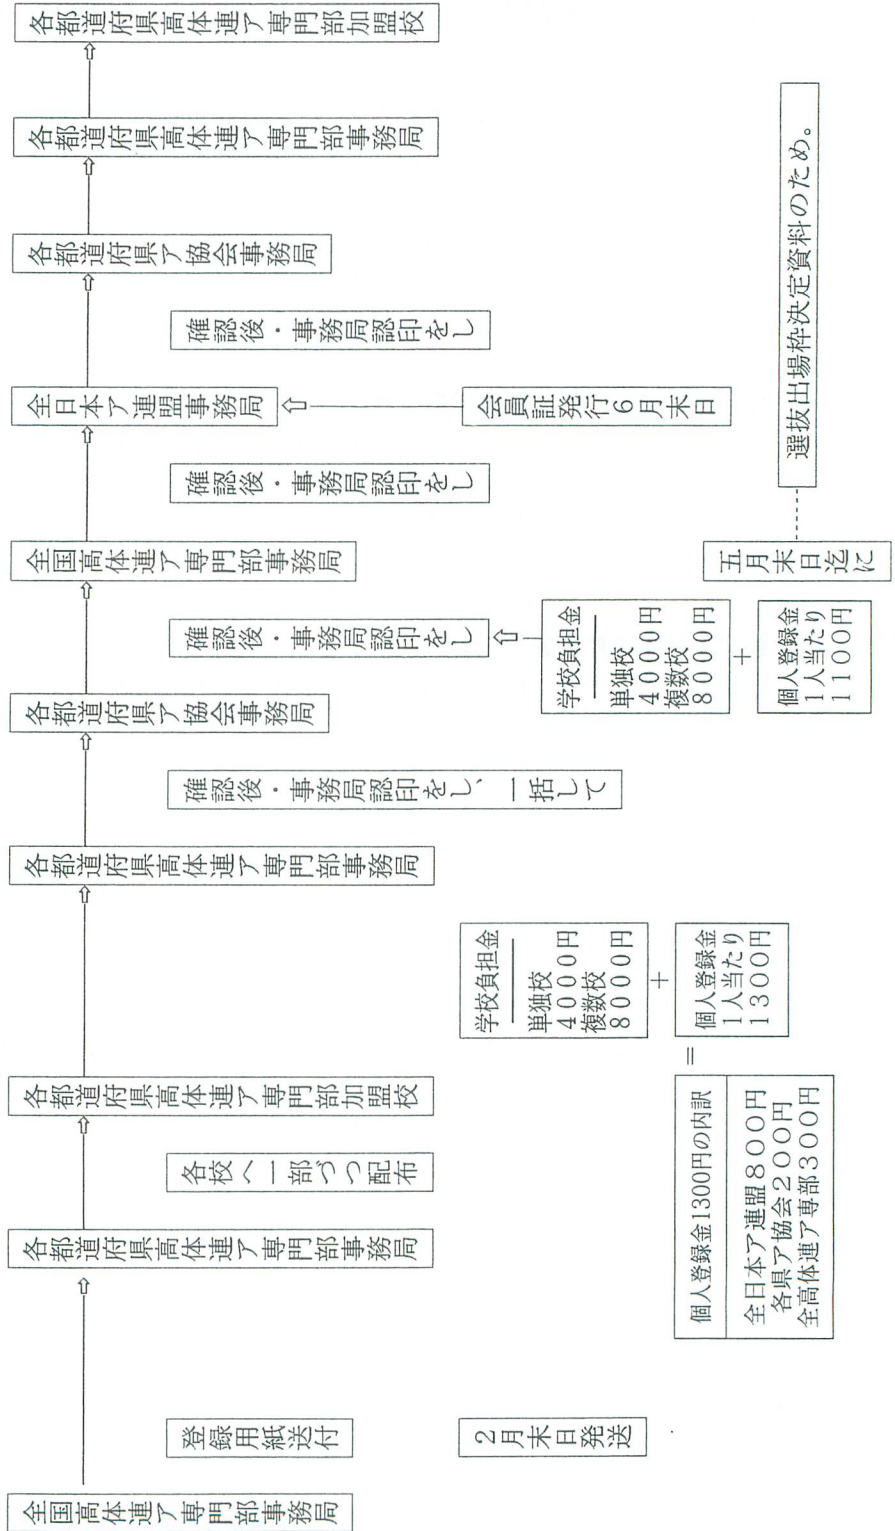 全国高体連ア専門部事務局
登録用紙送付
2月末日発送
各都道府県高体連ア専門部事務局
各校へ一部づつ配布
各都道府県高体連ア専門部加盟校
学校負担金
単独校
4000円
複数校
8000円
+
個人登録金
1人当たり
1300円
=
個人登録金1300円の内訳
全日本ア連盟800円
各県ア協会200円
全高体連ア専部300円
各都道府県高体連ア専門部事務局
確認後・事務局認印をし、一括して
各都道府県ア協会事務局
確認後・事務局認印をし
学校負担金
単独校
4000円
複数校
8000円
+
個人登録金
1人当たり
1100円
全国高体連ア専門部事務局
五月末日迄に
選抜出場枠決定資料のため。
確認後・事務局認印をし
全日本ア連盟事務局
会員証発行6月末日
確認後・事務局認印をし
各都道府県ア協会事務局
各都道府県高体連ア専門部事務局
各都道府県高体連ア専門部加盟校